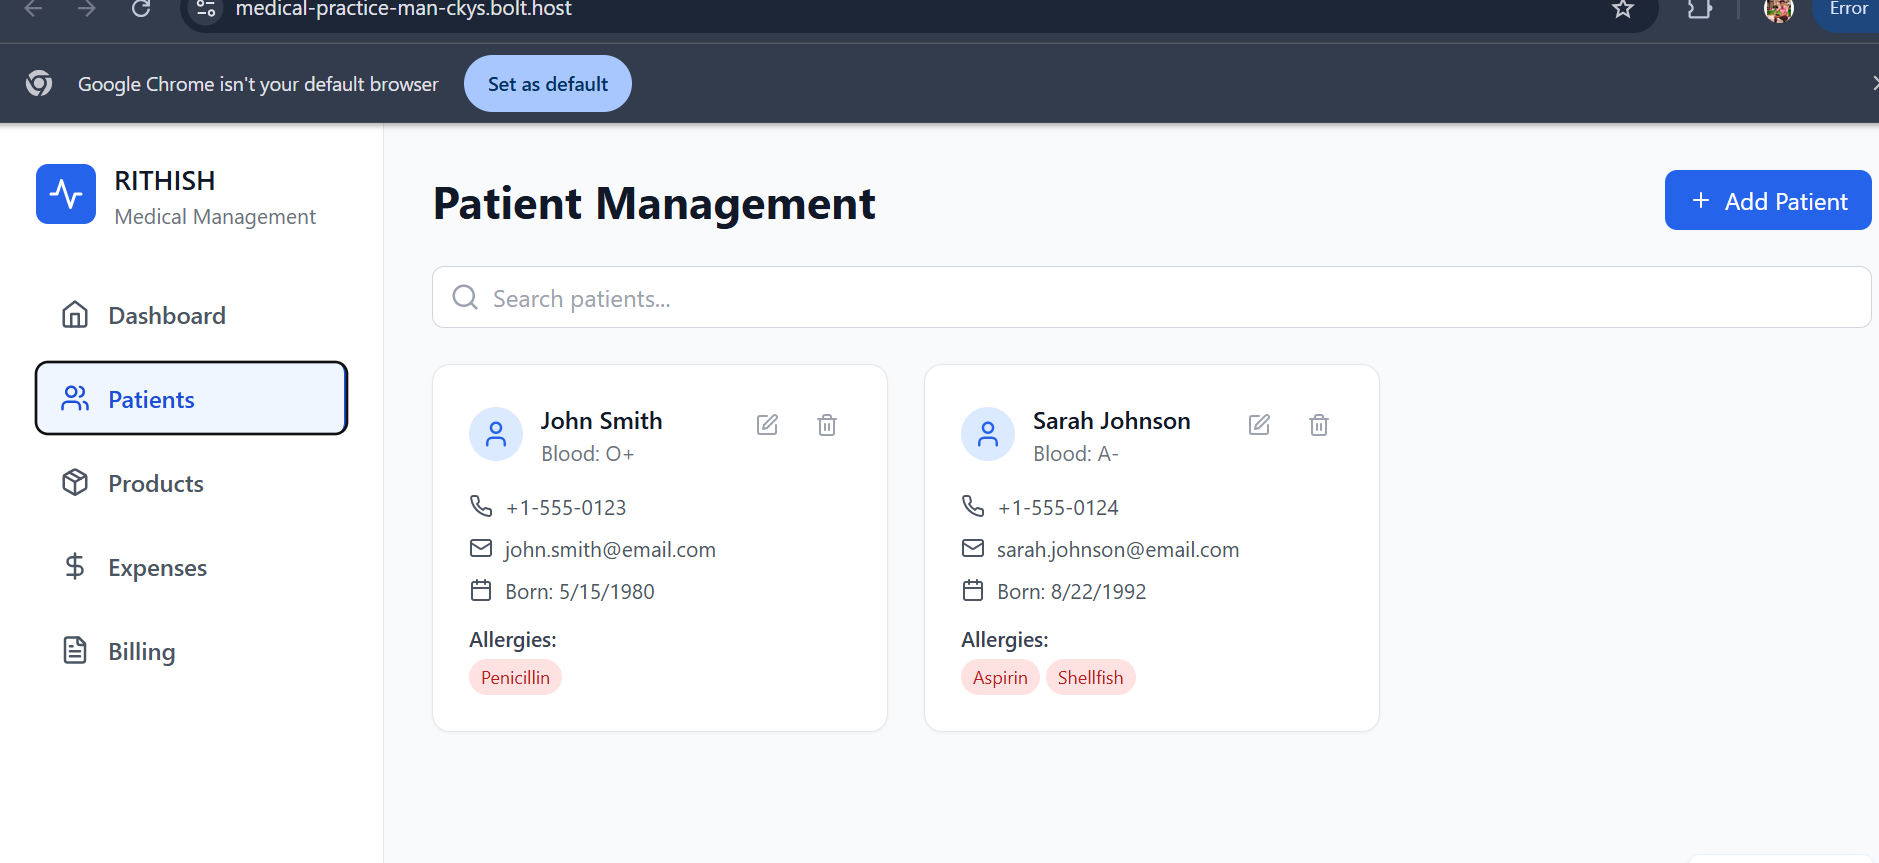 medical-practice-man-ckys.bolt.host
Error
Google Chrome isn't your default browser
Set as default
RITHISH
Medical Management
Dashboard
Patients
Products
Expenses
Billing
Patient Management
+ Add Patient
Search patients...
John Smith
Blood: O+
+1-555-0123
john.smith@email.com
Born: 5/15/1980
Allergies:
Penicillin
Sarah Johnson
Blood: A-
+1-555-0124
sarah.johnson@email.com
Born: 8/22/1992
Allergies:
Aspirin Shellfish